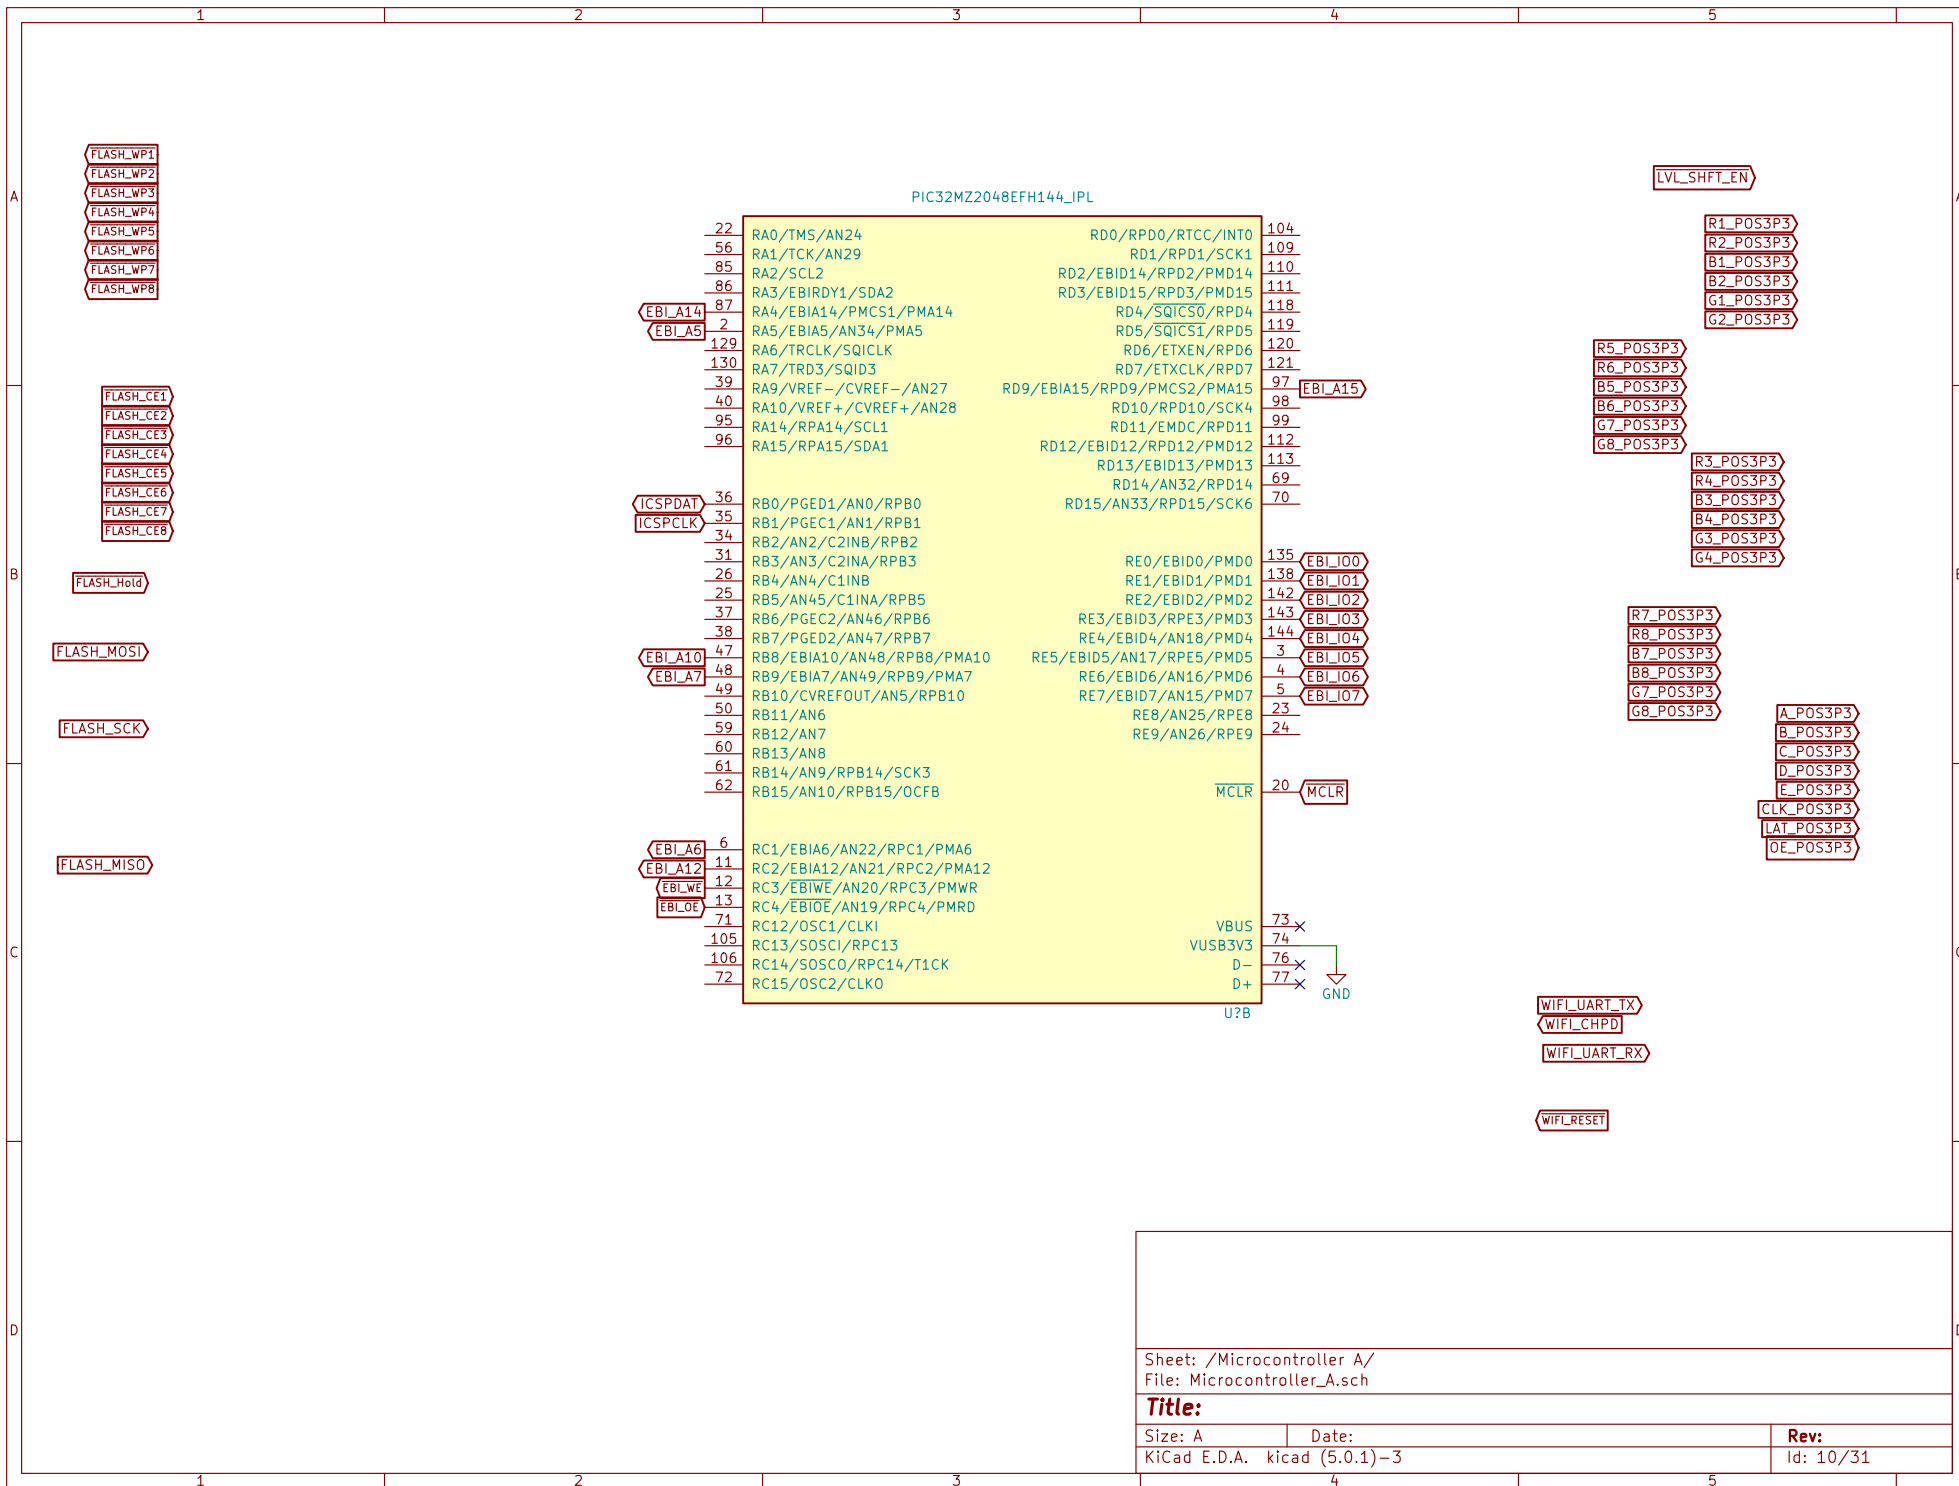 1 2 3 4 5
A
B
C
D
FLASH_WP1
FLASH_WP2
FLASH_WP3
FLASH_WP4
FLASH_WP5
FLASH_WP6
FLASH_WP7
FLASH_WP8
FLASH_CE1
FLASH_CE2
FLASH_CE3
FLASH_CE4
FLASH_CE5
FLASH_CE6
FLASH_CE7
FLASH_CE8
FLASH_Hold
FLASH_MOSI
FLASH_SCK
FLASH_MISO
PIC32MZ2048EFH144_IPL
22 RA0/TMS/AN24
56 RA1/TCK/AN29
85 RA2/SCL2
86 RA3/EBIRDY1/SDA2
EBI_A14 87 RA4/EBIA14/PMCS1/PMA14
EBI_A5 2 RA5/EBIA5/AN34/PMA5
129 RA6/TRCLK/SQICLK
130 RA7/TRD3/SQID3
39 RA9/VREF-/CVREF-/AN27
40 RA10/VREF+/CVREF+/AN28
95 RA14/RPA14/SCL1
96 RA15/RPA15/SDA1
ICSPDAT 36 RB0/PGED1/AN0/RPB0
ICSPCLK 35 RB1/PGEC1/AN1/RPB1
34 RB2/AN2/C2INB/RPB2
31 RB3/AN3/C2INA/RPB3
26 RB4/AN4/C1INB
25 RB5/AN45/C1INA/RPB5
37 RB6/PGEC2/AN46/RPB6
38 RB7/PGED2/AN47/RPB7
EBI_A10 47 RB8/EBIA10/AN48/RPB8/PMA10
EBI_A7 48 RB9/EBIA7/AN49/RPB9/PMA7
49 RB10/CVREFOUT/AN5/RPB10
50 RB11/AN6
59 RB12/AN7
60 RB13/AN8
61 RB14/AN9/RPB14/SCK3
62 RB15/AN10/RPB15/OCFB
EBI_A6 6 RC1/EBIA6/AN22/RPC1/PMA6
EBI_A12 11 RC2/EBIA12/AN21/RPC2/PMA12
EBI_WE 12 RC3/EBIWE/AN20/RPC3/PMWR
EBI_OE 13 RC4/EBIOE/AN19/RPC4/PMRD
71 RC12/OSC1/CLKI
105 RC13/SOSCI/RPC13
106 RC14/SOSCO/RPC14/T1CK
72 RC15/OSC2/CLKO
RD0/RPD0/RTCC/INT0 104
RD1/RPD1/SCK1 109
RD2/EBID14/RPD2/PMD14 110
RD3/EBID15/RPD3/PMD15 111
RD4/SQICS0/RPD4 118
RD5/SQICS1/RPD5 119
RD6/ETXEN/RPD6 120
RD7/ETXCLK/RPD7 121
RD9/EBIA15/RPD9/PMCS2/PMA15 97 EBI_A15
RD10/RPD10/SCK4 98
RD11/EMDC/RPD11 99
RD12/EBID12/RPD12/PMD12 112
RD13/EBID13/PMD13 113
RD14/AN32/RPD14 69
RD15/AN33/RPD15/SCK6 70
RE0/EBID0/PMD0 135 EBI_IO0
RE1/EBID1/PMD1 138 EBI_IO1
RE2/EBID2/PMD2 142 EBI_IO2
RE3/EBID3/RPE3/PMD3 143 EBI_IO3
RE4/EBID4/AN18/PMD4 144 EBI_IO4
RE5/EBID5/AN17/RPE5/PMD5 3 EBI_IO5
RE6/EBID6/AN16/PMD6 4 EBI_IO6
RE7/EBID7/AN15/PMD7 5 EBI_IO7
RE8/AN25/RPE8 23
RE9/AN26/RPE9 24
MCLR 20 MCLR
VBUS 73
VUSB3V3 74
D- 76
D+ 77
GND
U?B
LVL_SHFT_EN
R1_POS3P3
R2_POS3P3
B1_POS3P3
B2_POS3P3
G1_POS3P3
G2_POS3P3
R5_POS3P3
R6_POS3P3
B5_POS3P3
B6_POS3P3
G7_POS3P3
G8_POS3P3
R3_POS3P3
R4_POS3P3
B3_POS3P3
B4_POS3P3
G3_POS3P3
G4_POS3P3
R7_POS3P3
R8_POS3P3
B7_POS3P3
B8_POS3P3
G7_POS3P3
G8_POS3P3
A_POS3P3
B_POS3P3
C_POS3P3
D_POS3P3
E_POS3P3
CLK_POS3P3
LAT_POS3P3
OE_POS3P3
WIFI_UART_TX
WIFI_CHPD
WIFI_UART_RX
WIFI_RESET
Sheet: /Microcontroller A/
File: Microcontroller_A.sch
Title:
Size: A Date: Rev:
KiCad E.D.A. kicad (5.0.1)-3 Id: 10/31
1 2 3 4 5